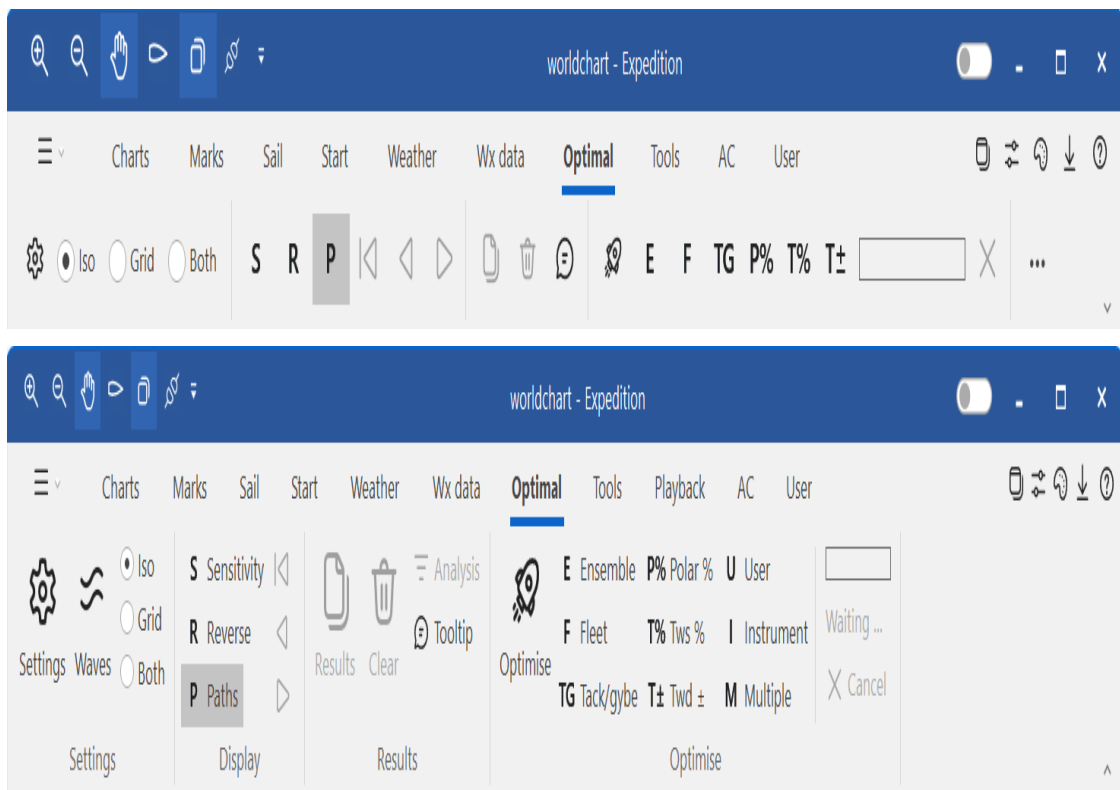 worldchart - Expedition
Charts Marks Sail Start Weather Wx data Optimal Tools AC User
Iso Grid Both S R P E F TG P% T% T±
worldchart - Expedition
Charts Marks Sail Start Weather Wx data Optimal Tools Playback AC User
Iso S Sensitivity Analysis E Ensemble P% Polar % U User
Grid R Reverse Tooltip F Fleet T% Tws % I Instrument Waiting ...
Settings Waves Both P Paths Results Clear Optimise TG Tack/gybe T± Twd ± M Multiple Cancel
Settings Display Results Optimise